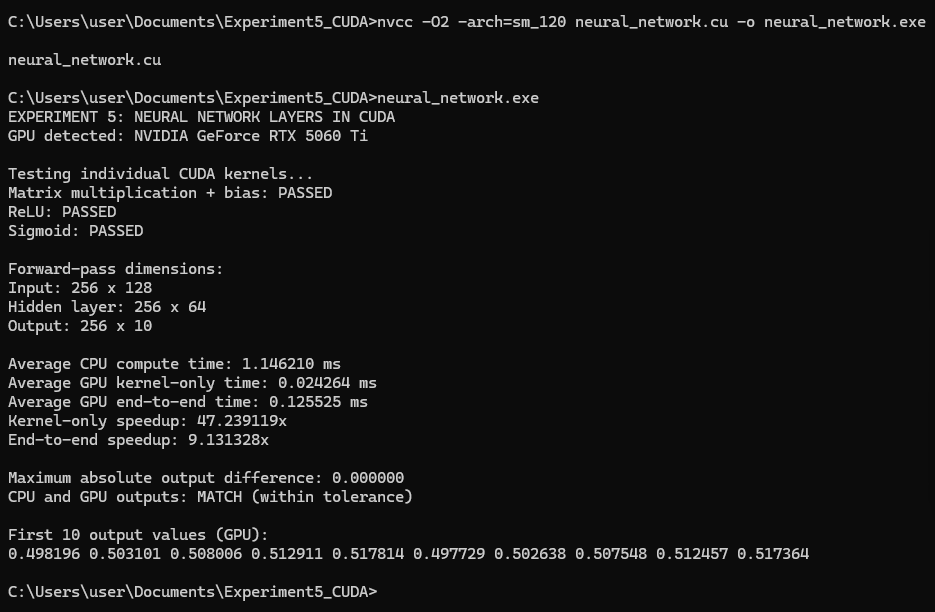 C:\Users\user\Documents\Experiment5_CUDA>nvcc -O2 -arch=sm_120 neural_network.cu -o neural_network.exe
neural_network.cu
C:\Users\user\Documents\Experiment5_CUDA>neural_network.exe
EXPERIMENT 5: NEURAL NETWORK LAYERS IN CUDA
GPU detected: NVIDIA GeForce RTX 5060 Ti
Testing individual CUDA kernels...
Matrix multiplication + bias: PASSED
ReLU: PASSED
Sigmoid: PASSED
Forward-pass dimensions:
Input: 256 x 128
Hidden layer: 256 x 64
Output: 256 x 10
Average CPU compute time: 1.146210 ms
Average GPU kernel-only time: 0.024264 ms
Average GPU end-to-end time: 0.125525 ms
Kernel-only speedup: 47.239119x
End-to-end speedup: 9.131328x
Maximum absolute output difference: 0.000000
CPU and GPU outputs: MATCH (within tolerance)
First 10 output values (GPU):
0.498196 0.503101 0.508006 0.512911 0.517814 0.497729 0.502638 0.507548 0.512457 0.517364
C:\Users\user\Documents\Experiment5_CUDA>